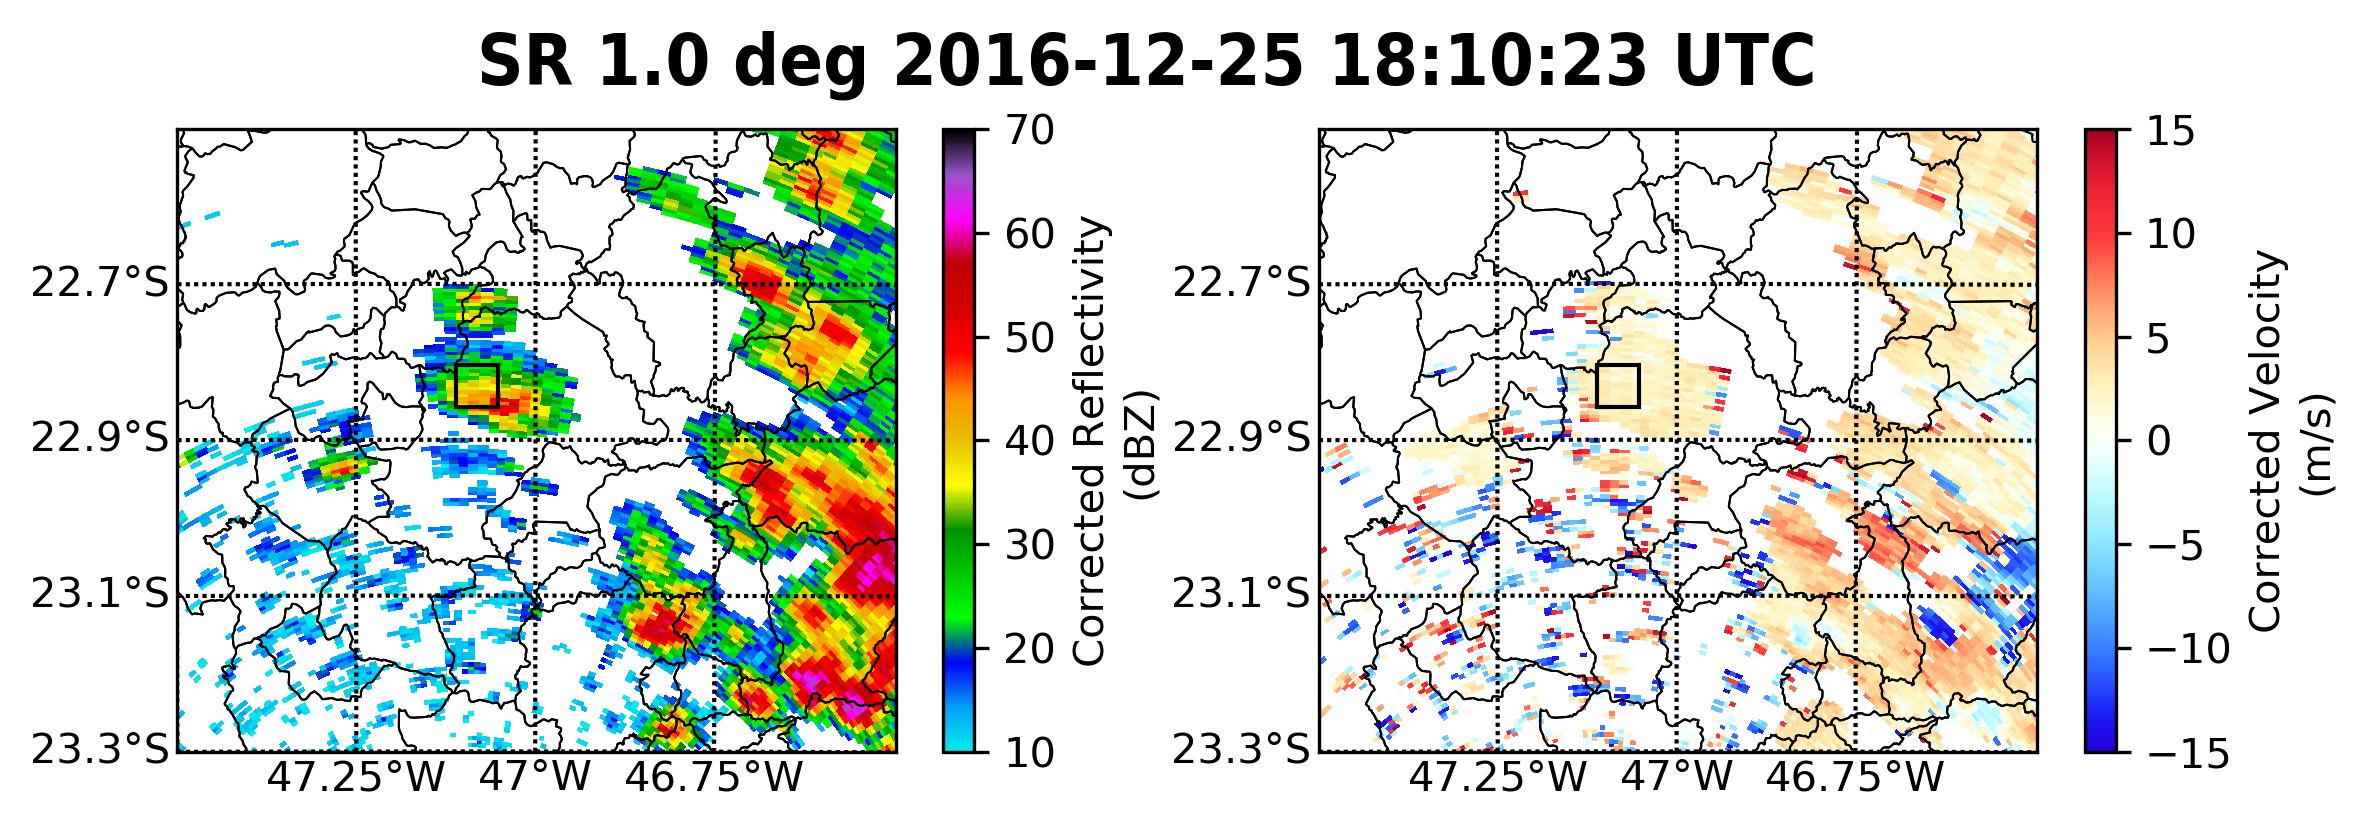 SR 1.0 deg 2016-12-25 18:10:23 UTC
22.7°S
22.9°S
23.1°S
23.3°S
47.25°W
47°W
46.75°W
70
60
50
40
30
20
10
Corrected Reflectivity
(dBZ)
22.7°S
22.9°S
23.1°S
23.3°S
47.25°W
47°W
46.75°W
15
10
5
0
−5
−10
−15
Corrected Velocity
(m/s)